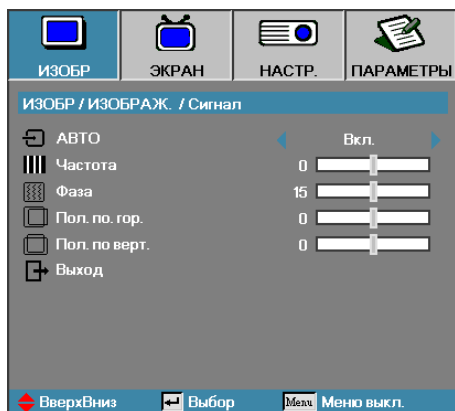 ИЗОБР ЭКРАН НАСТР. ПАРАМЕТРЫ
ИЗОБР / ИЗОБРАЖ. / Сигнал
АВТО Вкл.
Частота 0
Фаза 15
Пол. по. гор. 0
Пол. по верт. 0
Выход
ВверхВниз Выбор Menu Меню выкл.